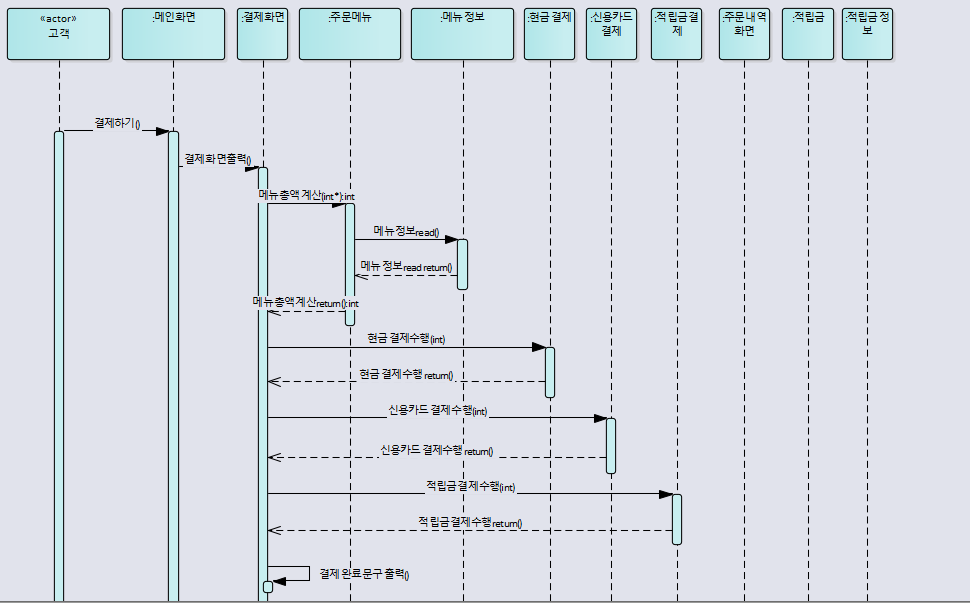 «actor»
고객
:메인화면
:결제화면
:주문메뉴
:메뉴 정보
:현금 결제
:신용카드
결제
:적립금결
제
:주문내역
화면
:적립금
:적립금 정
보
결제하기()
결제화면출력()
메뉴총액 계산(int*):int
메뉴 정보read()
메뉴 정보read return()
메뉴총액계산return():int
현금 결제수행(int)
현금 결제수행 return()
신용카드 결제수행(int)
신용카드 결제수행 return()
적립금결제수행(int)
적립금결제수행return()
결제 완료문구 출력()